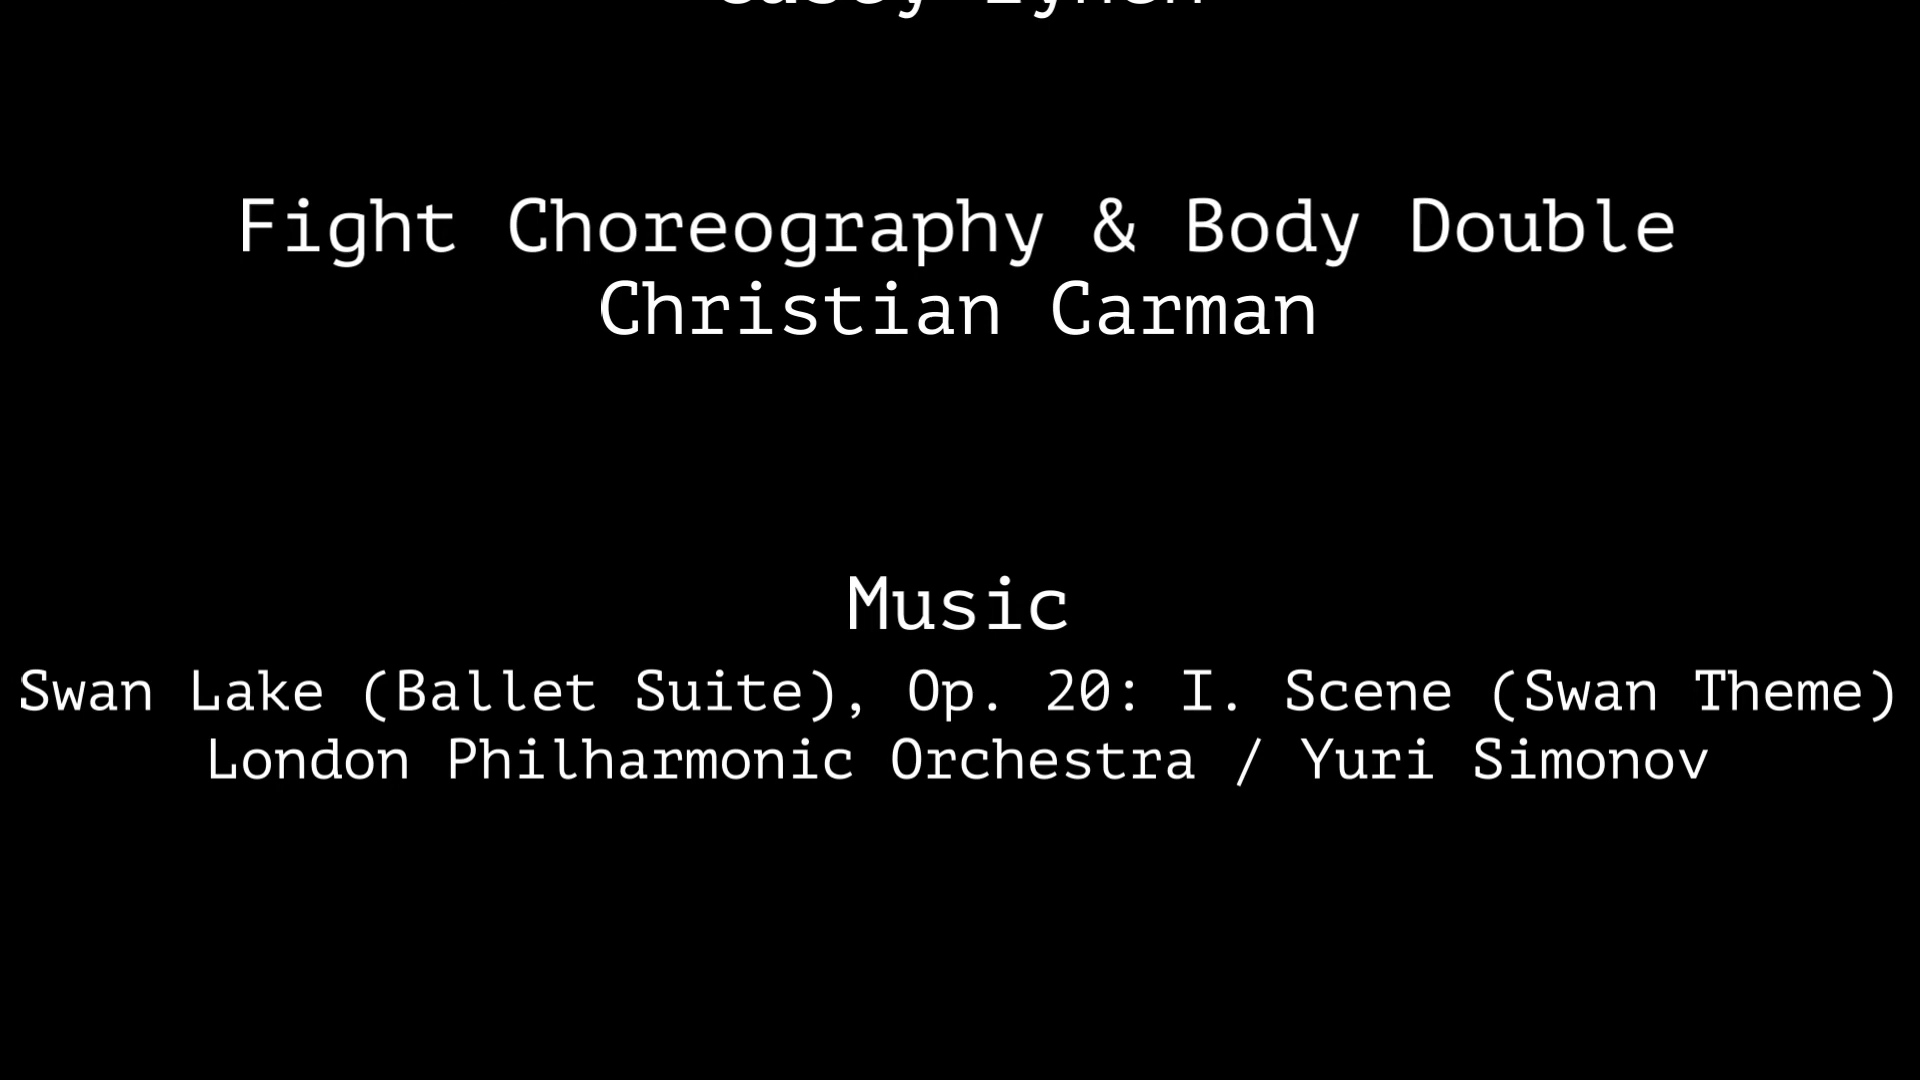 Fight Choreography & Body Double
Christian Carman
Music
Swan Lake (Ballet Suite), Op. 20: I. Scene (Swan Theme)
London Philharmonic Orchestra / Yuri Simonov